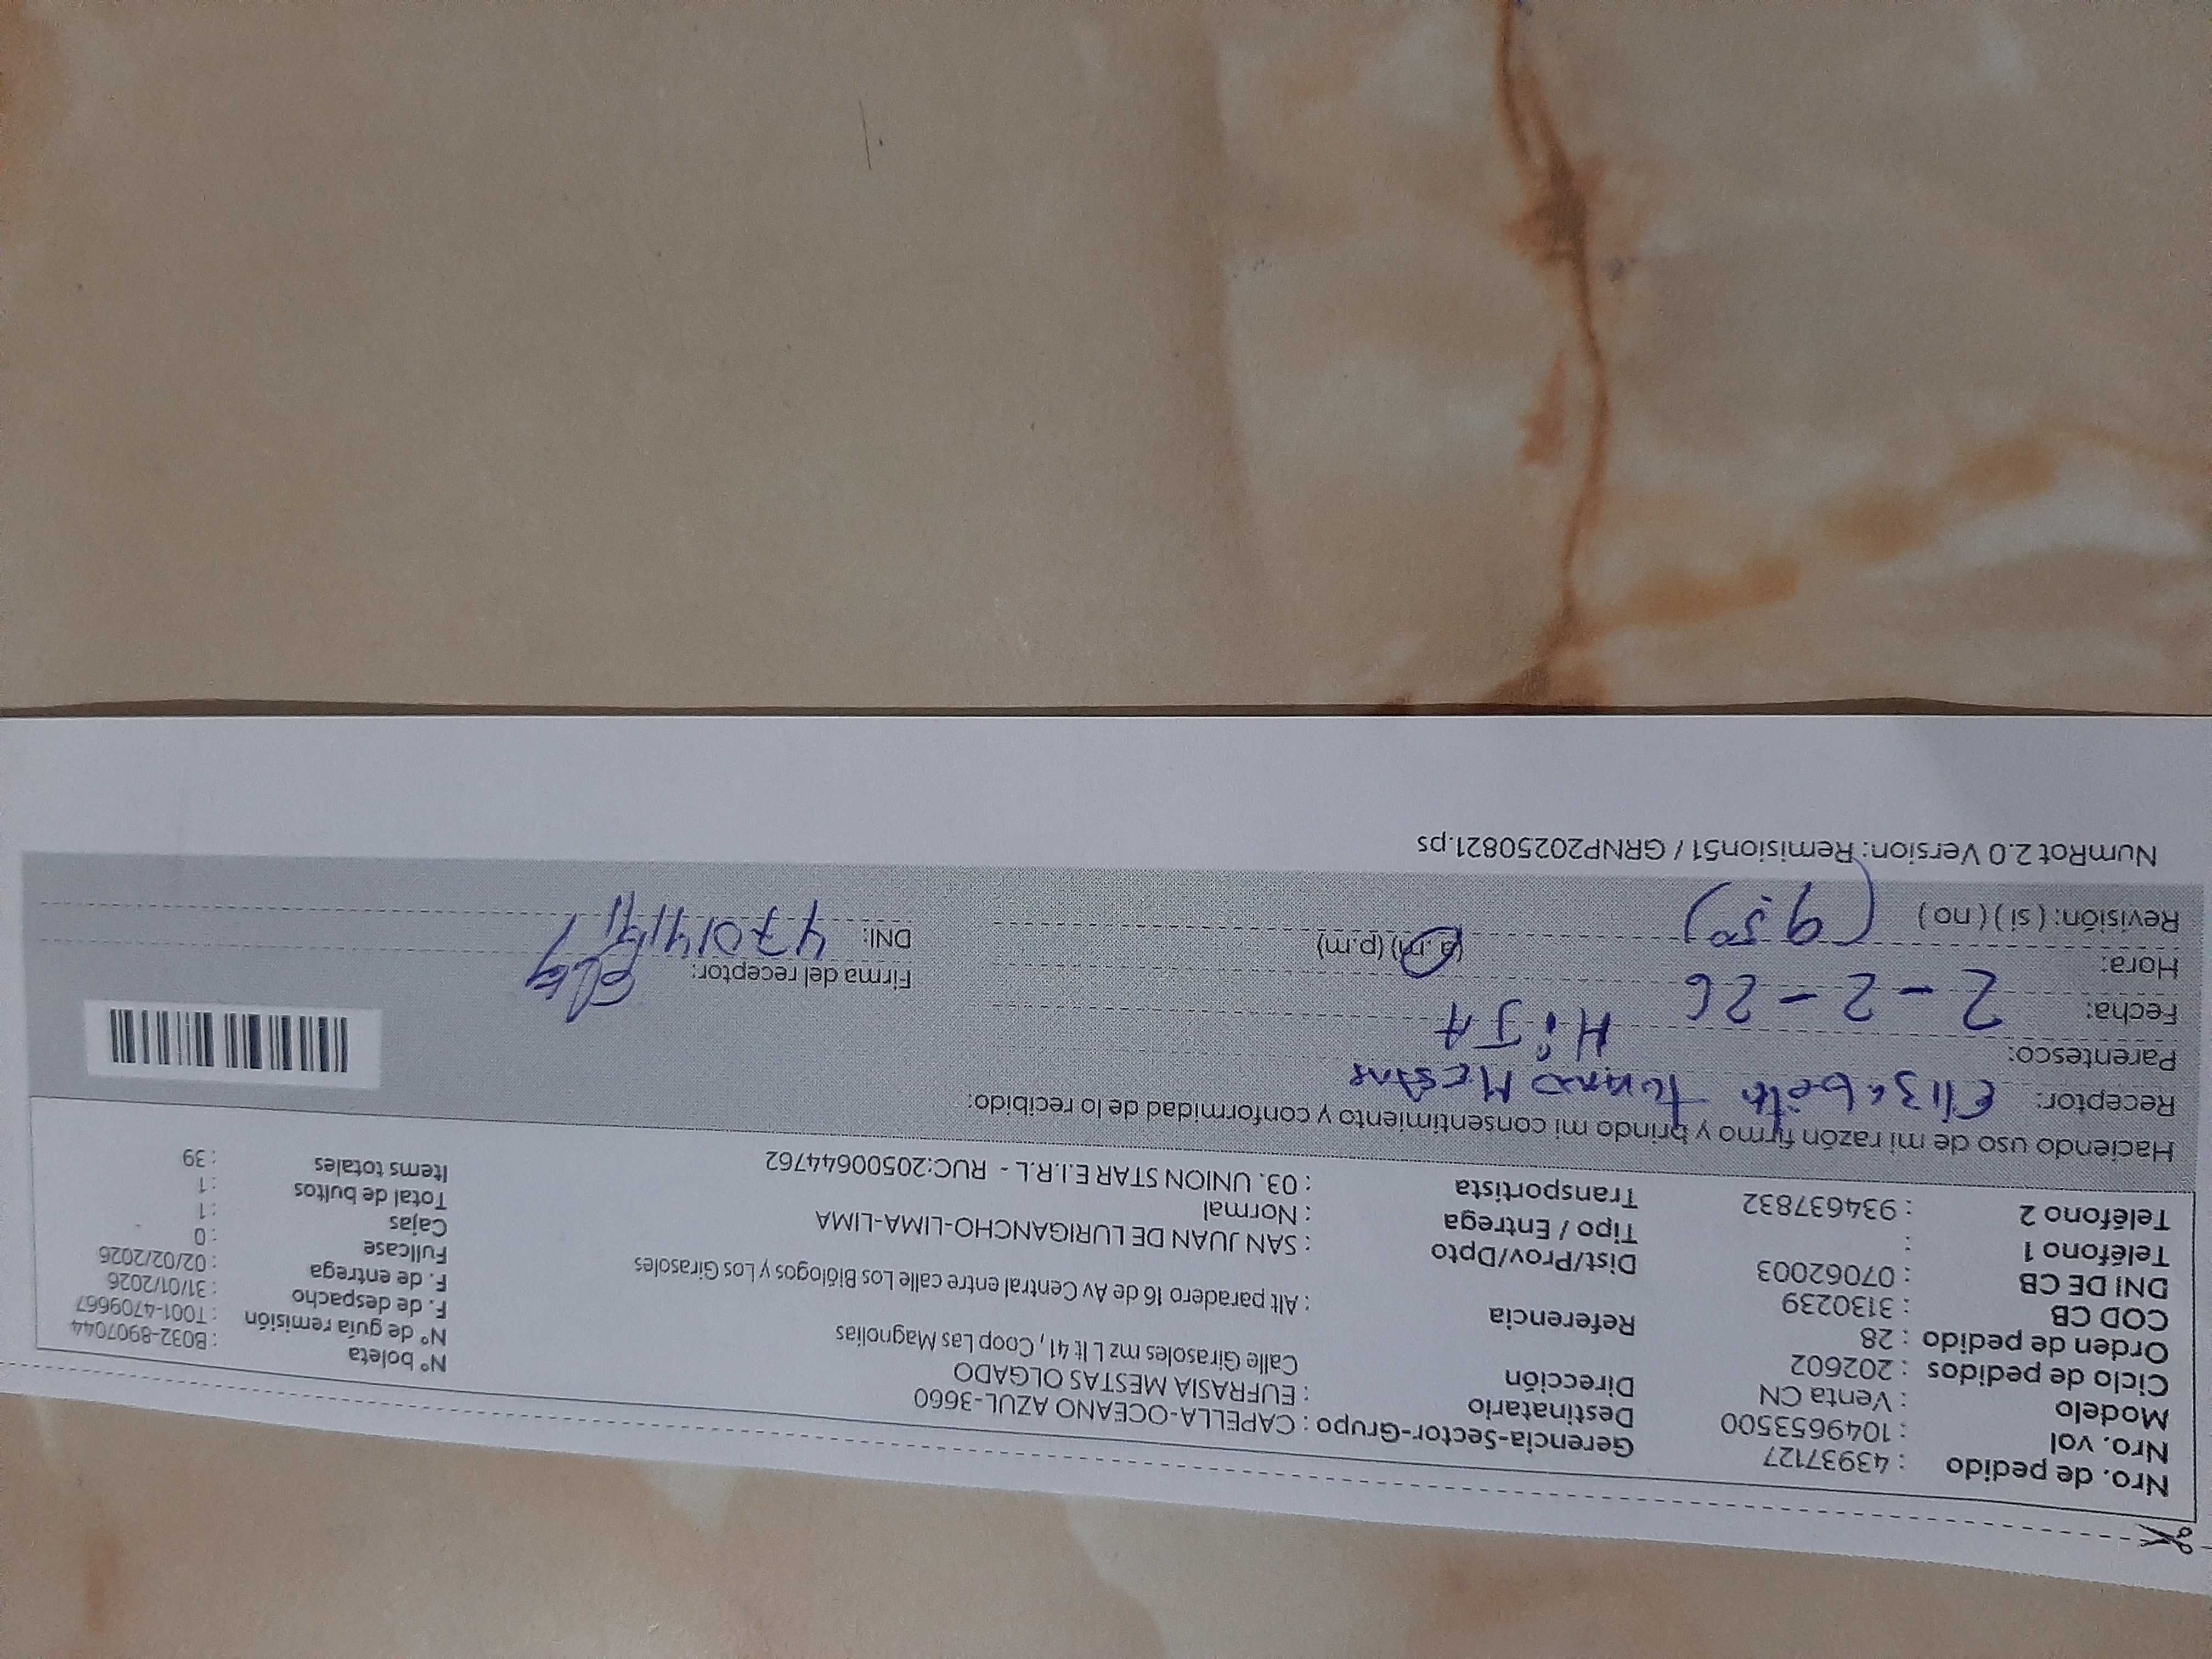 Nro. de pedido : 43937127
Nro. vol : 1049653500
Modelo : Venta CN
Ciclo de pedidos : 202602
Orden de pedido : 28
COD CB : 3130239
DNI DE CB : 07062003
Teléfono 1 :
Teléfono 2 : 934637832
Gerencia-Sector-Grupo : CAPELLA-OCEANO AZUL-3660
Destinatario : EUFRASIA MESTAS OLGADO
Dirección
Calle Girasoles mz L lt 41, Coop Las Magnolias
Referencia : Alt paradero 16 de Av Central entre calle Los Biólogos y Los Girasoles
Dist/Prov/Dpto : SAN JUAN DE LURIGANCHO-LIMA-LIMA
Tipo / Entrega : Normal
Transportista : 03. UNION STAR E.I.R.L - RUC:20500644762
N° boleta : B032-8907044
N° de guía remisión : T001-4709667
F. de despacho : 31/01/2026
F. de entrega : 02/02/2026
Fullcase : 0
Cajas : 1
Total de bultos : 1
Items totales : 39
Haciendo uso de mi razón firmo y brindo mi consentimiento y conformidad de lo recibido:
Receptor: Elizabeth
Parentesco: HiJA
Fecha: 2-2-26
Hora: (a.m) (p.m)
Revisión: ( si ) ( no ) (9:50)
Firma del receptor:
DNI:
NumRot 2.0 Version: Remision51 / GRNP20250821.ps